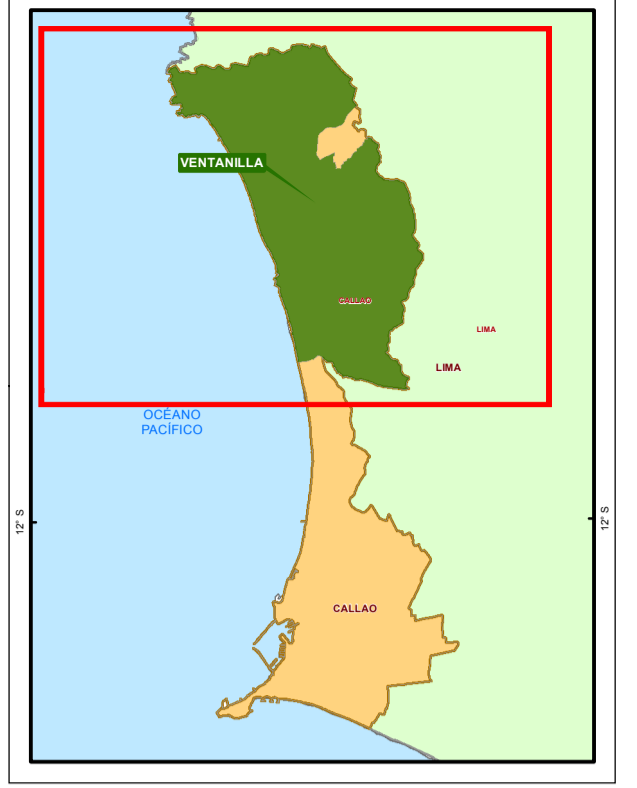 VENTANILLA
CALLAO
LIMA
LIMA
OCÉANO
PACÍFICO
12° S
12° S
CALLAO